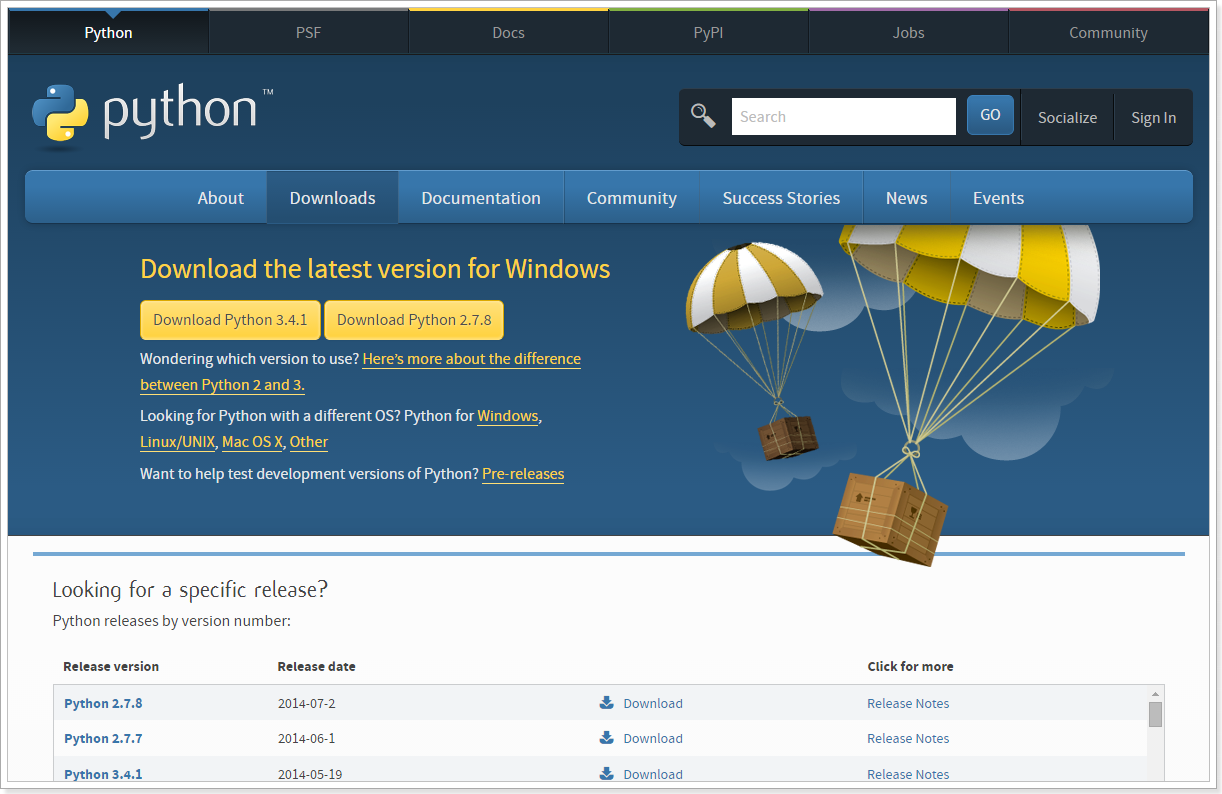 Python PSF Docs PyPI Jobs Community
python™
Search GO Socialize Sign In
About Downloads Documentation Community Success Stories News Events
Download the latest version for Windows
Download Python 3.4.1 Download Python 2.7.8
Wondering which version to use? Here's more about the difference
between Python 2 and 3.
Looking for Python with a different OS? Python for Windows,
Linux/UNIX, Mac OS X, Other
Want to help test development versions of Python? Pre-releases
Looking for a specific release?
Python releases by version number:
Release version Release date Click for more
Python 2.7.8 2014-07-2 Download Release Notes
Python 2.7.7 2014-06-1 Download Release Notes
Python 3.4.1 2014-05-19 Download Release Notes